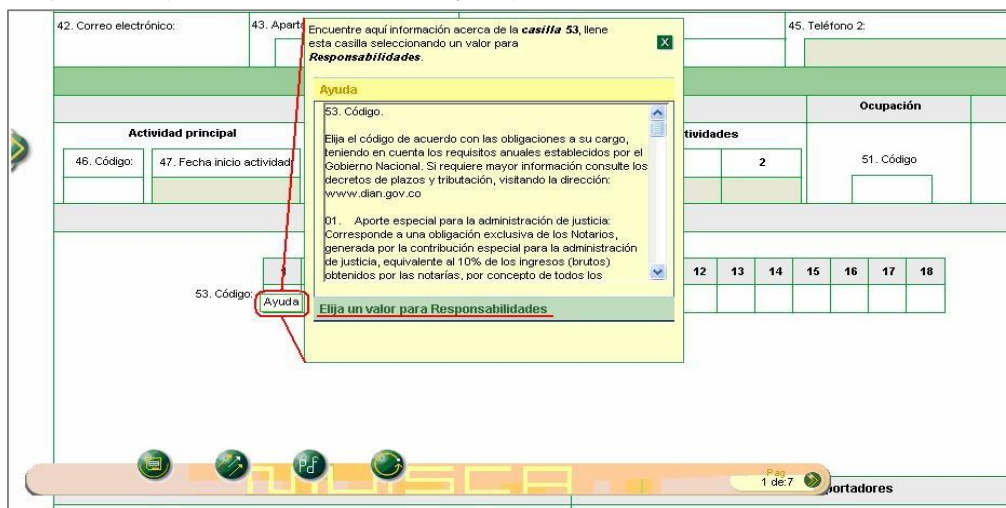 42. Correo electrónico:
43. Aparta
45. Teléfono 2:
Encuentre aquí información acerca de la casilla 53, llene
esta casilla seleccionando un valor para
Responsabilidades.
X
Ayuda
53. Código.
Elija el código de acuerdo con las obligaciones a su cargo,
teniendo en cuenta los requisitos anuales establecidos por el
Gobierno Nacional. Si requiere mayor información consulte los
decretos de plazos y tributación, visitando la dirección:
www.dian.gov.co
01. Aporte especial para la administración de justicia:
Corresponde a una obligación exclusiva de los Notarios,
generada por la contribución especial para la administración
de justicia, equivalente al 10% de los ingresos (brutos)
obtenidos por las notarías, por concepto de todos los
Elija un valor para Responsabilidades
Ocupación
Actividad principal
tividades
46. Código:
47. Fecha inicio actividad:
2
51. Código
1
12 13 14 15 16 17 18
53. Código:
Ayuda
Pdf
MUISCA
Pag
1 de:7
portadores